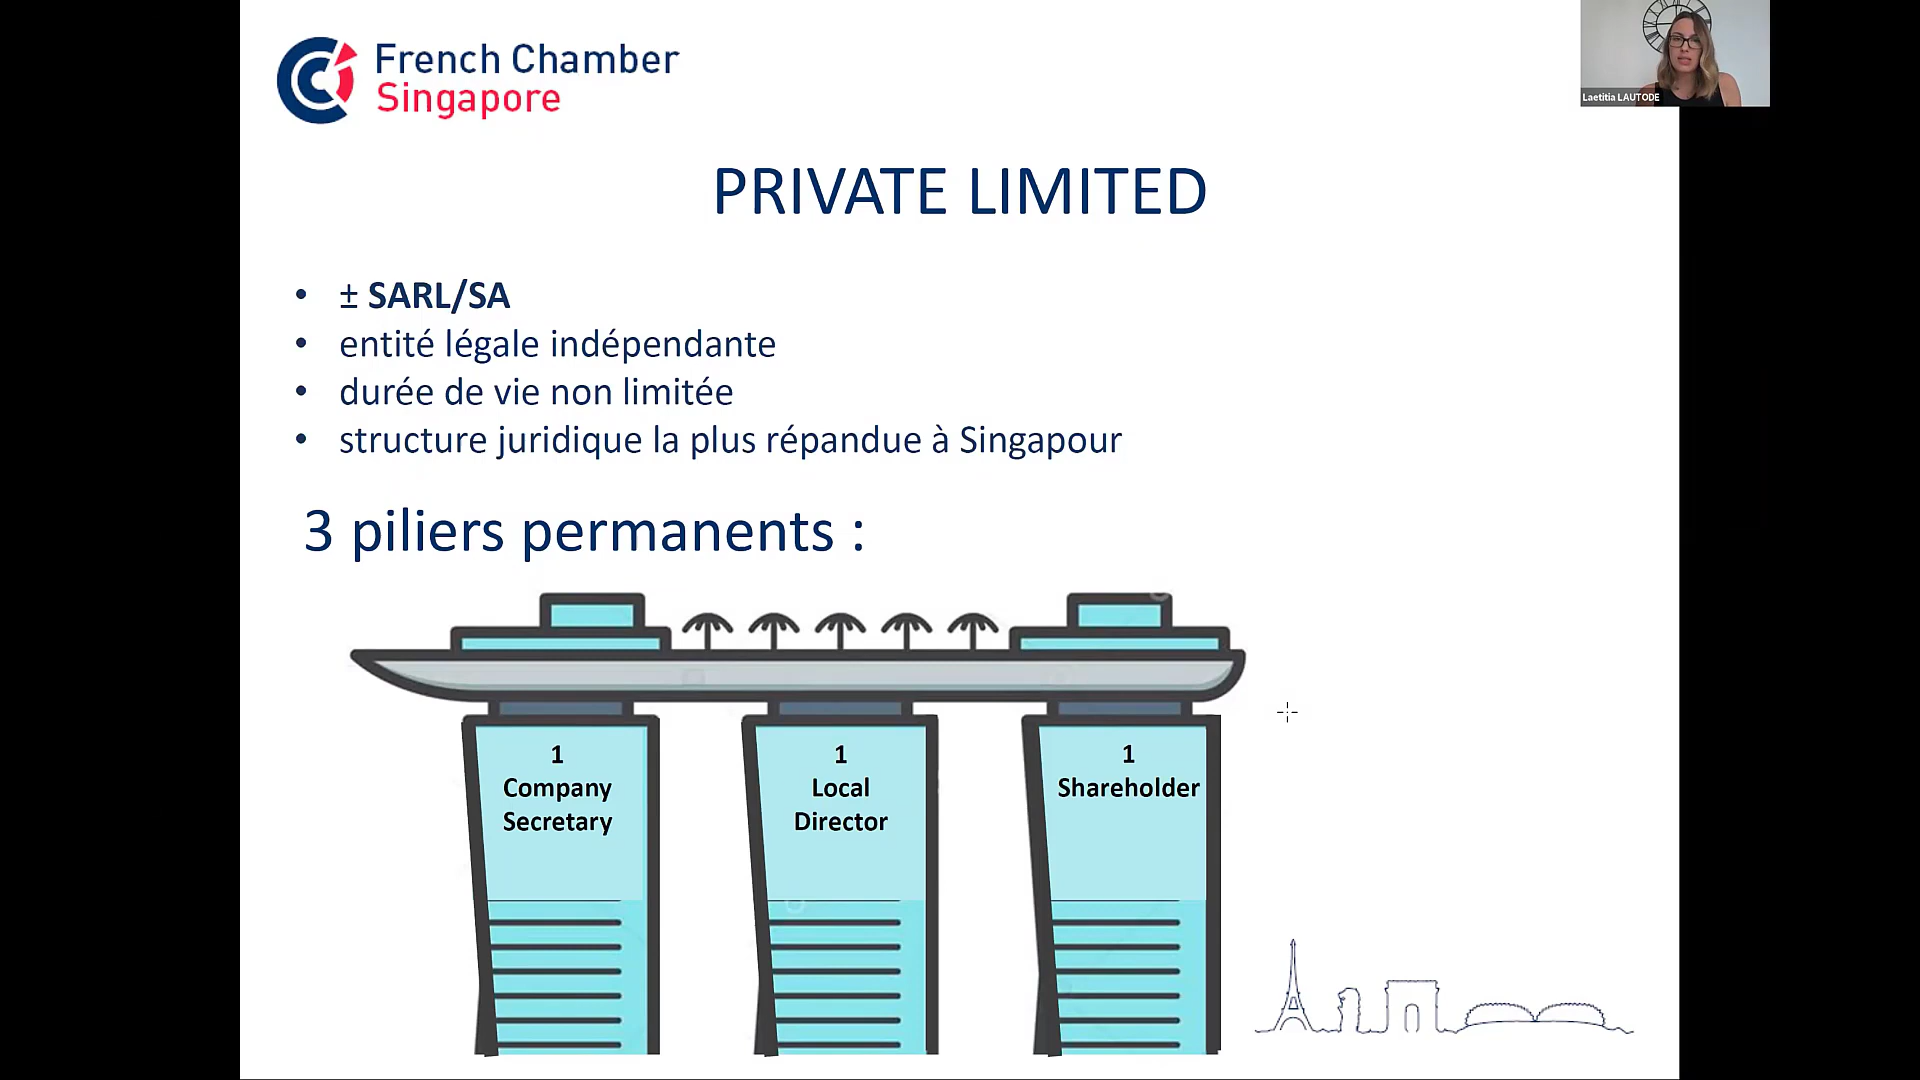 French Chamber
Singapore
Laetitia LAUTODE
PRIVATE LIMITED
• ± SARL/SA
• entité légale indépendante
• durée de vie non limitée
• structure juridique la plus répandue à Singapour
3 piliers permanents :
1
Company
Secretary
1
Local
Director
1
Shareholder